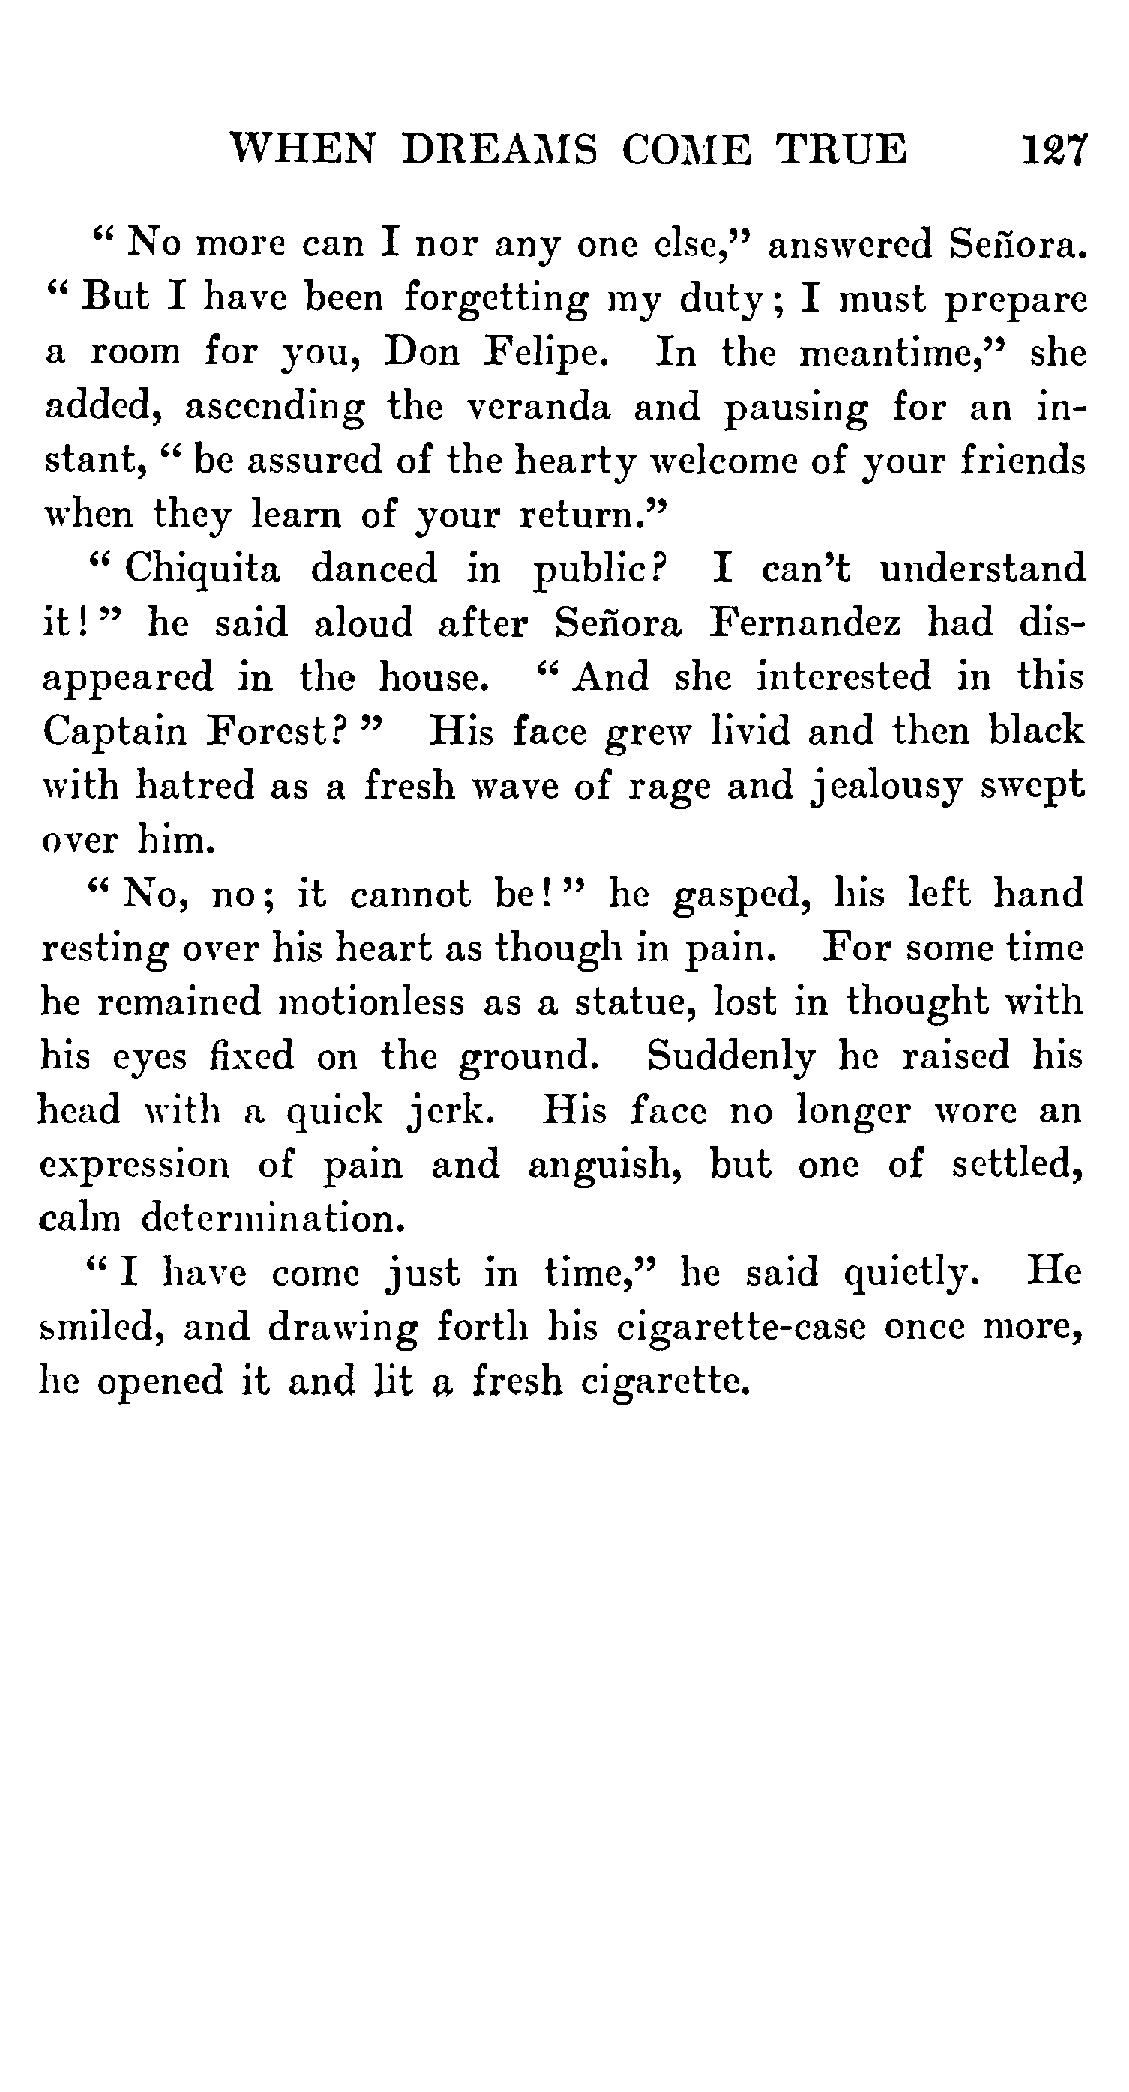 WHEN DREAMS COME TRUE 127
“ No more can I nor any one else,” answered Señora.
“ But I have been forgetting my duty ; I must prepare
a room for you, Don Felipe. In the meantime,” she
added, ascending the veranda and pausing for an in-
stant, “ be assured of the hearty welcome of your friends
when they learn of your return.”
“ Chiquita danced in public? I can’t understand
it! ” he said aloud after Señora Fernandez had dis-
appeared in the house. “ And she interested in this
Captain Forest? ” His face grew livid and then black
with hatred as a fresh wave of rage and jealousy swept
over him.
“ No, no; it cannot be! ” he gasped, his left hand
resting over his heart as though in pain. For some time
he remained motionless as a statue, lost in thought with
his eyes fixed on the ground. Suddenly he raised his
head with a quick jerk. His face no longer wore an
expression of pain and anguish, but one of settled,
calm determination.
“ I have come just in time,” he said quietly. He
smiled, and drawing forth his cigarette-case once more,
he opened it and lit a fresh cigarette.